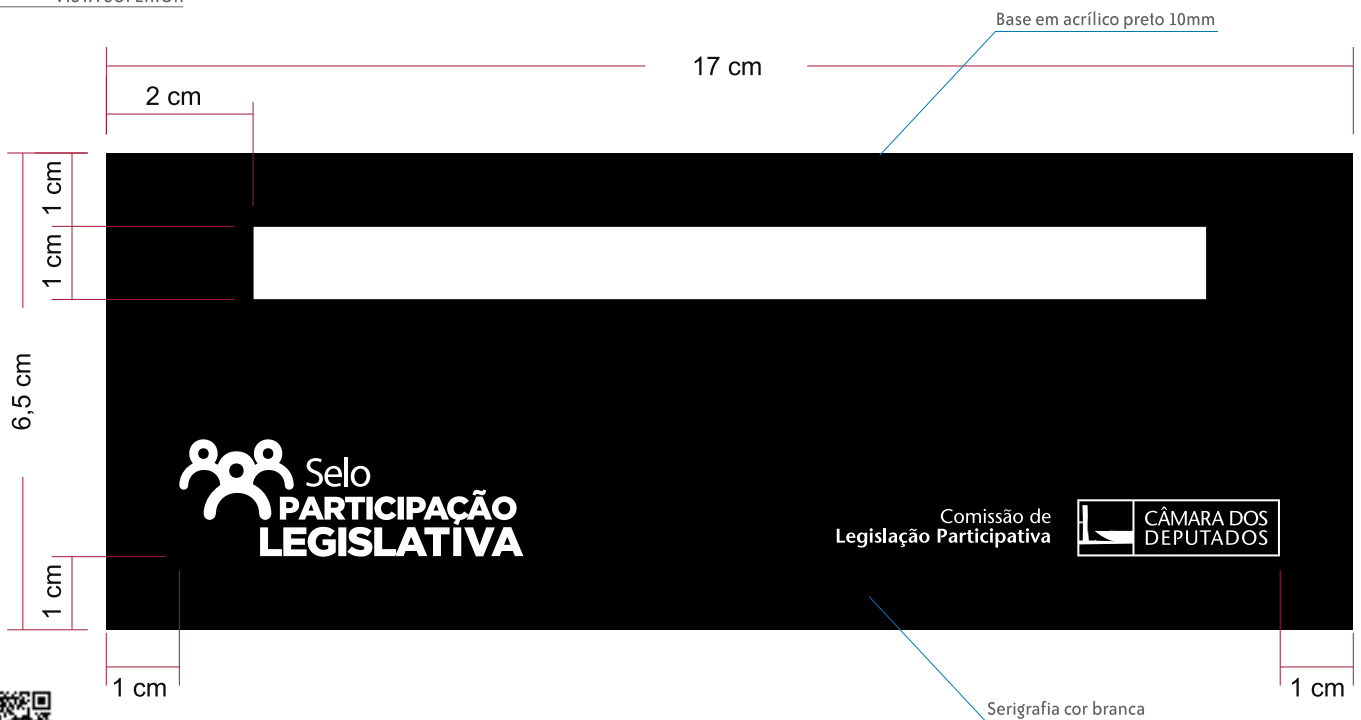 Base em acrílico preto 10mm
17 cm
2 cm
1 cm
1 cm
6,5 cm
Selo
PARTICIPAÇÃO
LEGISLATIVA
Comissão de
Legislação Participativa
CÂMARA DOS
DEPUTADOS
1 cm
1 cm
1 cm
Serigrafia cor branca